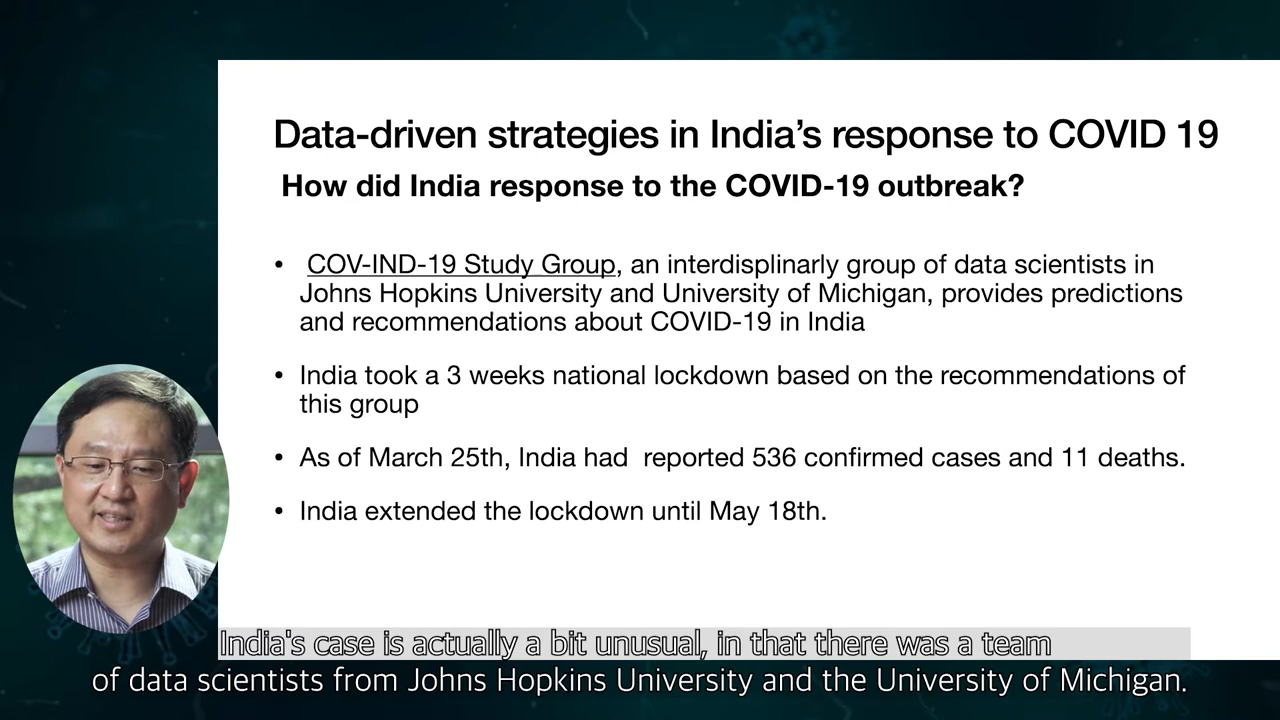 Data-driven strategies in India's response to COVID 19
How did India response to the COVID-19 outbreak?
• COV-IND-19 Study Group, an interdisplinarly group of data scientists in
Johns Hopkins University and University of Michigan, provides predictions
and recommendations about COVID-19 in India
• India took a 3 weeks national lockdown based on the recommendations of
this group
• As of March 25th, India had  reported 536 confirmed cases and 11 deaths.
• India extended the lockdown until May 18th.
India's case is actually a bit unusual, in that there was a team
of data scientists from Johns Hopkins University and the University of Michigan.